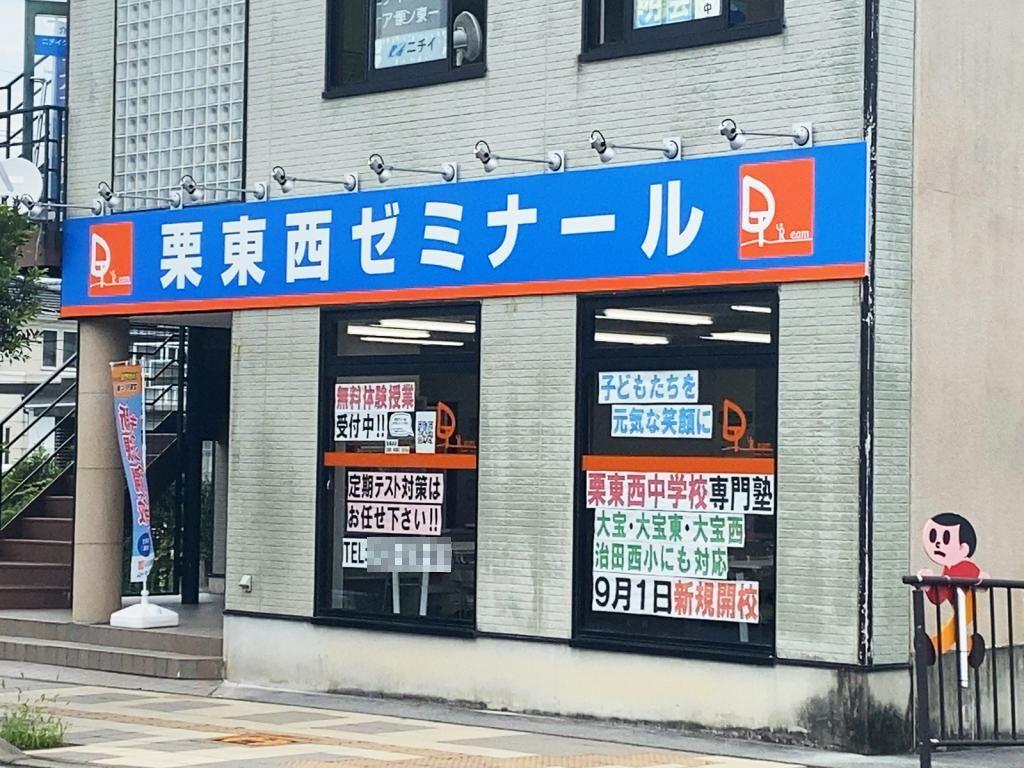 ニチイ
栗東西ゼミナール
eam
eam
無料体験授業
受付中!!
定期テスト対策は
お任せ下さい!!
TEL:
子どもたちを
元気な笑顔に
栗東西中学校専門塾
大宝・大宝東・大宝西
治田西小にも対応
9月1日新規開校